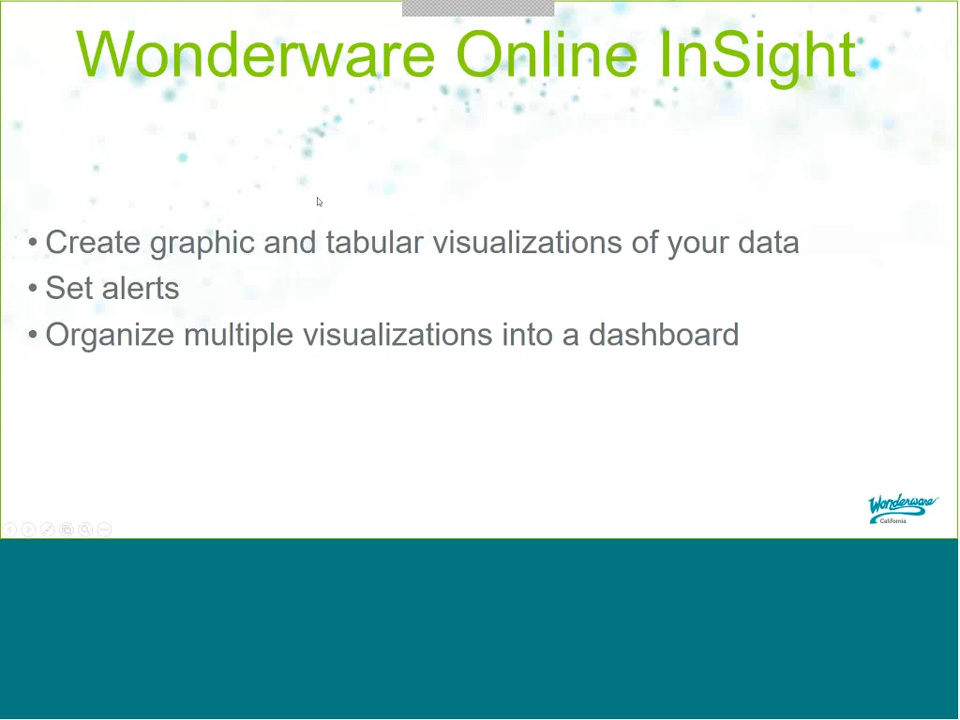 Wonderware Online InSight
• Create graphic and tabular visualizations of your data
• Set alerts
• Organize multiple visualizations into a dashboard
Wonderware
California